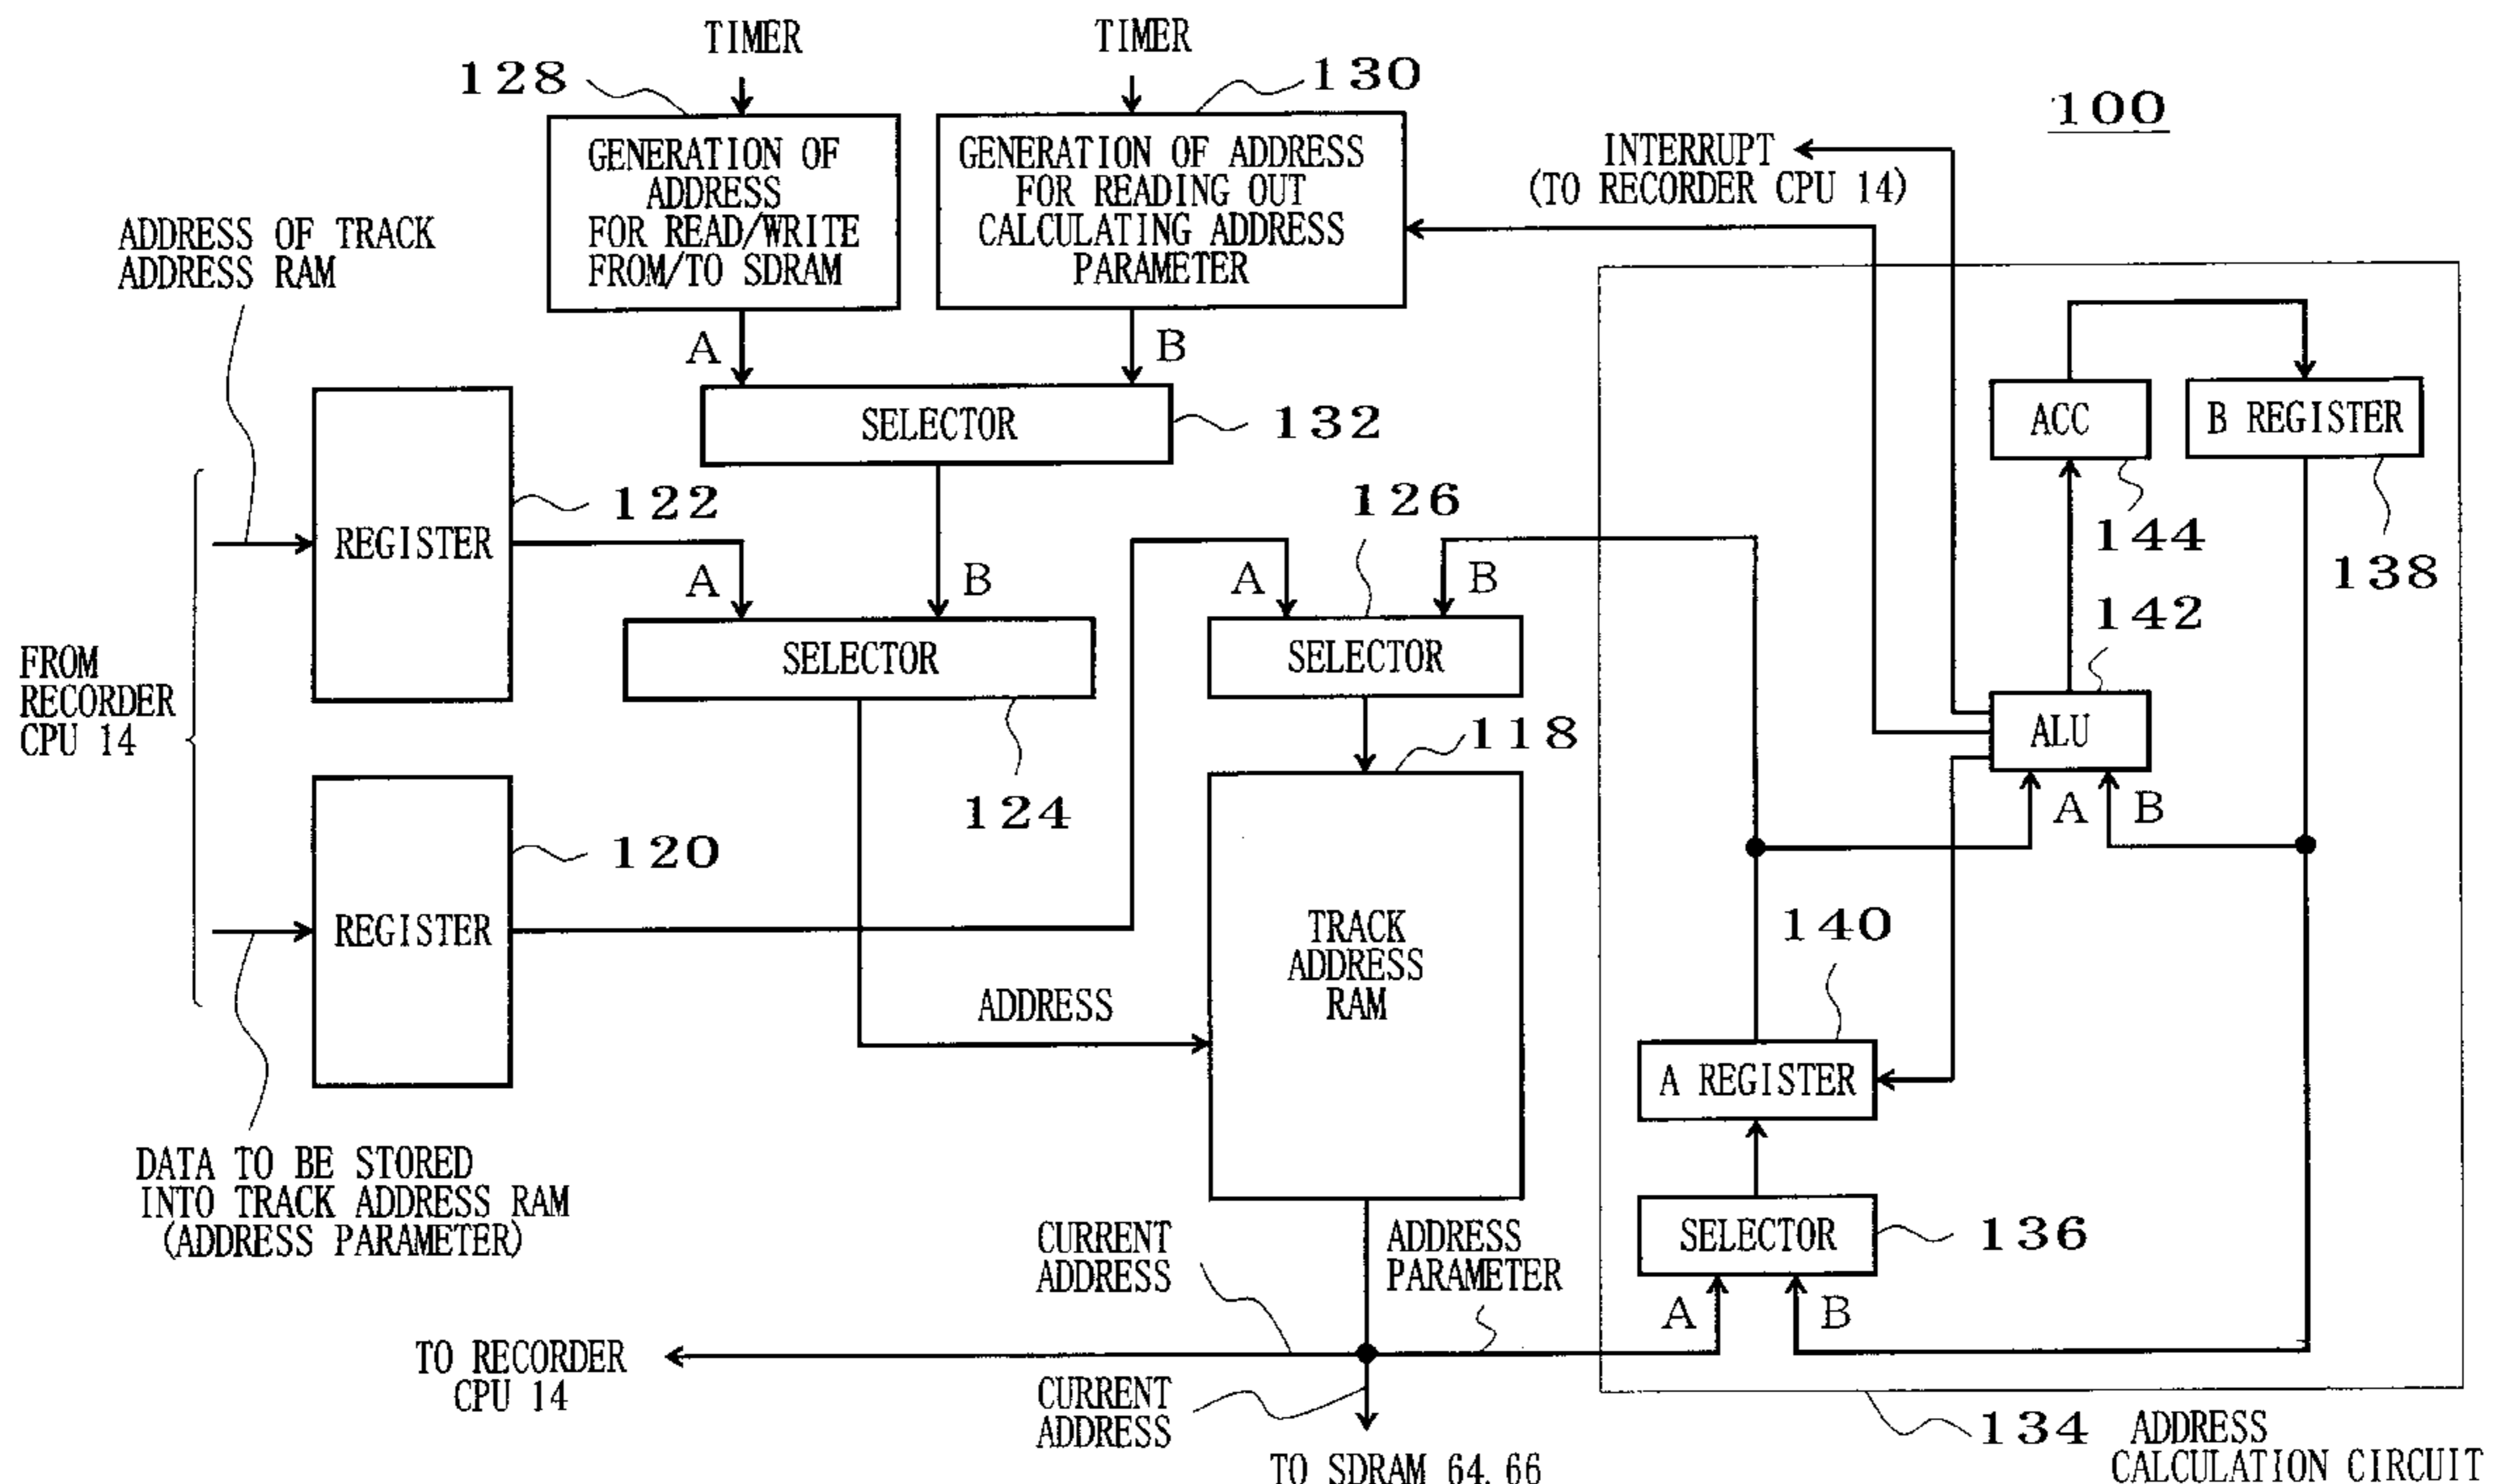 TIMER
TIMER
128
130
100
GENERATION OF
ADDRESS
FOR READ/WRITE
FROM/TO SDRAM
GENERATION OF ADDRESS
FOR READING OUT
CALCULATING ADDRESS
PARAMETER
INTERRUPT
(TO RECORDER CPU 14)
ADDRESS OF TRACK
ADDRESS RAM
A
B
SELECTOR
132
ACC
B REGISTER
REGISTER
122
126
144
138
A
B
A
B
142
SELECTOR
SELECTOR
FROM
RECORDER
CPU 14
118
ALU
124
A
B
120
REGISTER
TRACK
ADDRESS
RAM
140
ADDRESS
A REGISTER
DATA TO BE STORED
INTO TRACK ADDRESS RAM
(ADDRESS PARAMETER)
CURRENT
ADDRESS
ADDRESS
PARAMETER
SELECTOR
136
A
B
TO RECORDER
CPU 14
CURRENT
ADDRESS
134
ADDRESS
CALCULATION CIRCUIT
TO SDRAM 64, 66